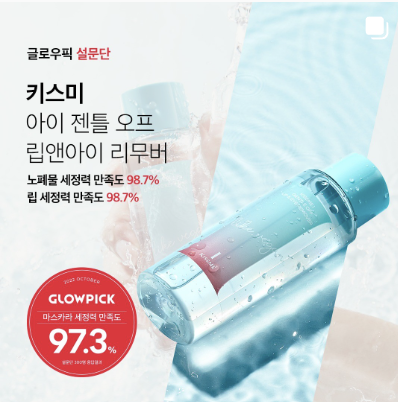 글로우픽 설문단
키스미
아이 젠틀 오프
립앤아이 리무버
노폐물 세정력 만족도 98.7%
립 세정력 만족도 98.7%
2022 OCTOBER
GLOWPICK
마스카라 세정력 만족도
97.3%